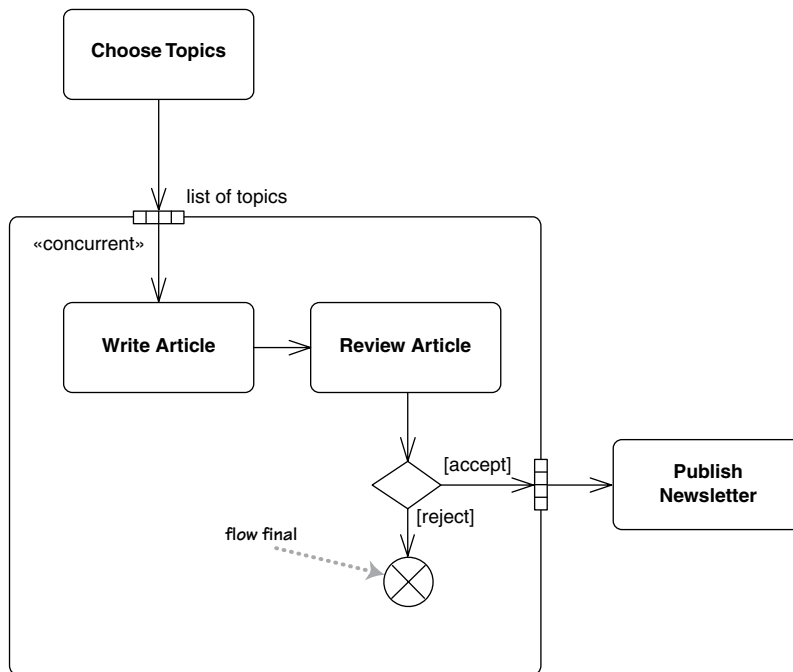 Choose Topics
list of topics
«concurrent»
Write Article
Review Article
[accept]
Publish
Newsletter
[reject]
flow final